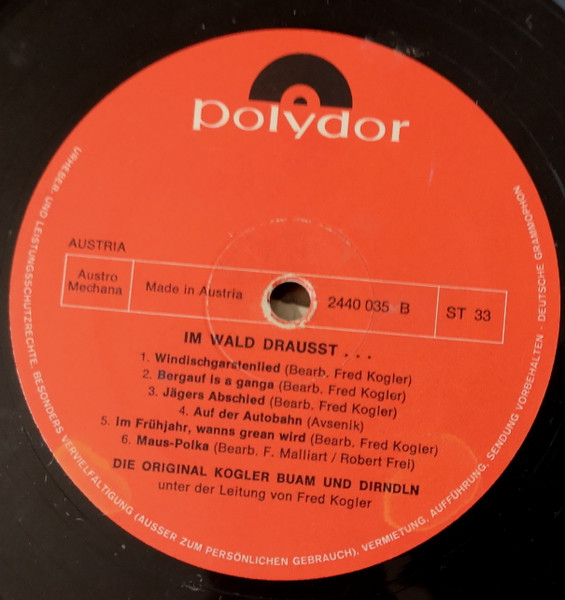 polydor
AUSTRIA
Austro
Mechana
Made in Austria
2440 035 B
ST 33
IM WALD DRAUSST . . .
1. Windischgarstenlied (Bearb. Fred Kogler)
2. Bergauf is a ganga (Bearb. Fred Kogler)
3. Jägers Abschied (Bearb. Fred Kogler)
4. Auf der Autobahn (Avsenik)
5. Im Frühjahr, wanns grean wird (Bearb. Fred Kogler)
6. Maus-Polka (Bearb. F. Malliart / Robert Frei)
DIE ORIGINAL KOGLER BUAM UND DIRNDLN
unter der Leitung von Fred Kogler
URHEBER- UND LEISTUNGSSCHUTZRECHTE, BESONDERS VERVIELFÄLTIGUNG (AUSSER ZUM PERSÖNLICHEN GEBRAUCH), VERMIETUNG, AUFFÜHRUNG, SENDUNG VORBEHALTEN · DEUTSCHE GRAMMOPHON